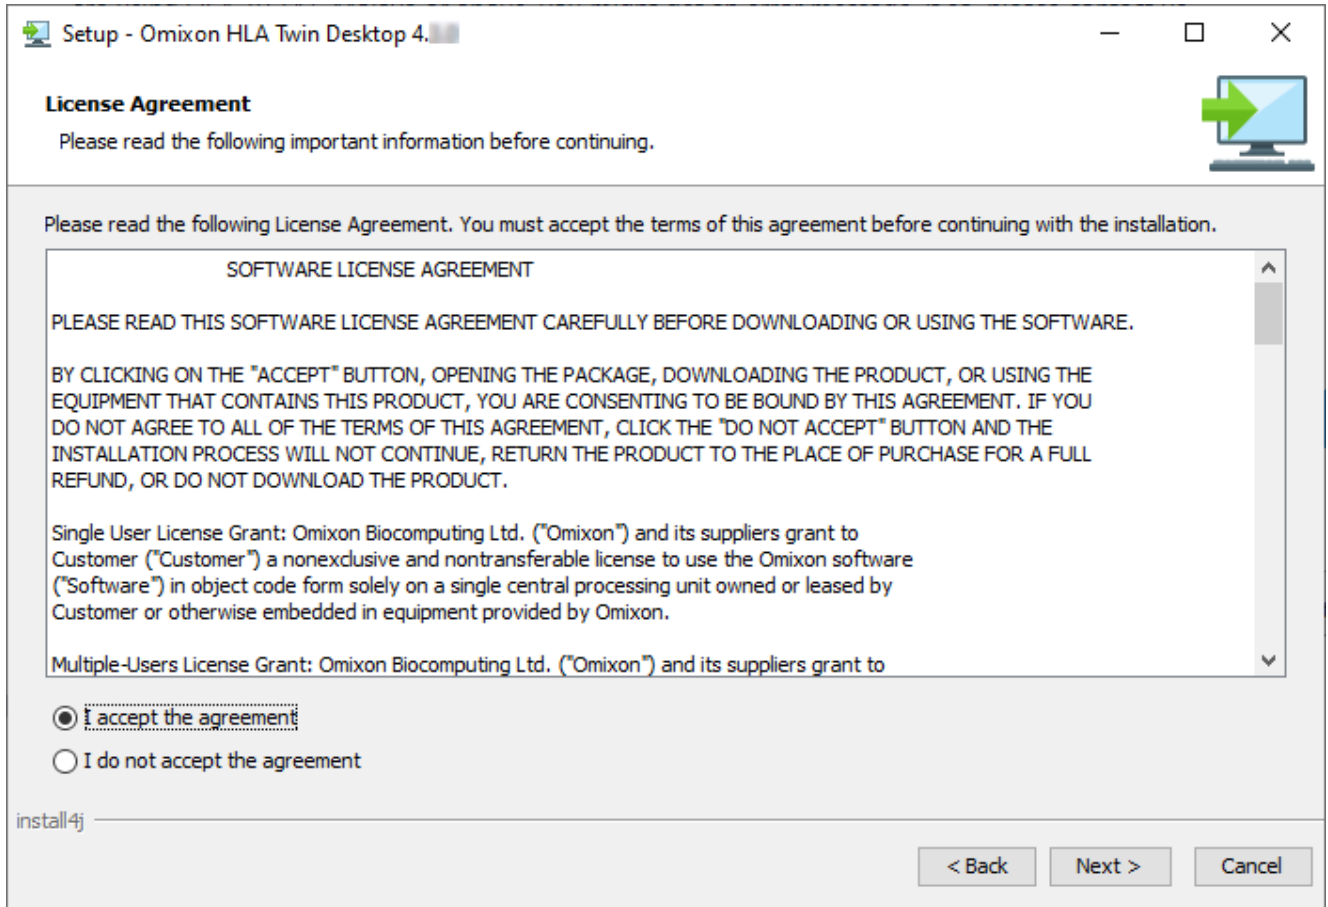 Setup - Omixon HLA Twin Desktop 4.
License Agreement
Please read the following important information before continuing.
Please read the following License Agreement. You must accept the terms of this agreement before continuing with the installation.
SOFTWARE LICENSE AGREEMENT
PLEASE READ THIS SOFTWARE LICENSE AGREEMENT CAREFULLY BEFORE DOWNLOADING OR USING THE SOFTWARE.
BY CLICKING ON THE "ACCEPT" BUTTON, OPENING THE PACKAGE, DOWNLOADING THE PRODUCT, OR USING THE
EQUIPMENT THAT CONTAINS THIS PRODUCT, YOU ARE CONSENTING TO BE BOUND BY THIS AGREEMENT. IF YOU
DO NOT AGREE TO ALL OF THE TERMS OF THIS AGREEMENT, CLICK THE "DO NOT ACCEPT" BUTTON AND THE
INSTALLATION PROCESS WILL NOT CONTINUE, RETURN THE PRODUCT TO THE PLACE OF PURCHASE FOR A FULL
REFUND, OR DO NOT DOWNLOAD THE PRODUCT.
Single User License Grant: Omixon Biocomputing Ltd. ("Omixon") and its suppliers grant to
Customer ("Customer") a nonexclusive and nontransferable license to use the Omixon software
("Software") in object code form solely on a single central processing unit owned or leased by
Customer or otherwise embedded in equipment provided by Omixon.
Multiple-Users License Grant: Omixon Biocomputing Ltd. ("Omixon") and its suppliers grant to
I accept the agreement
I do not accept the agreement
install4j
< Back
Next >
Cancel